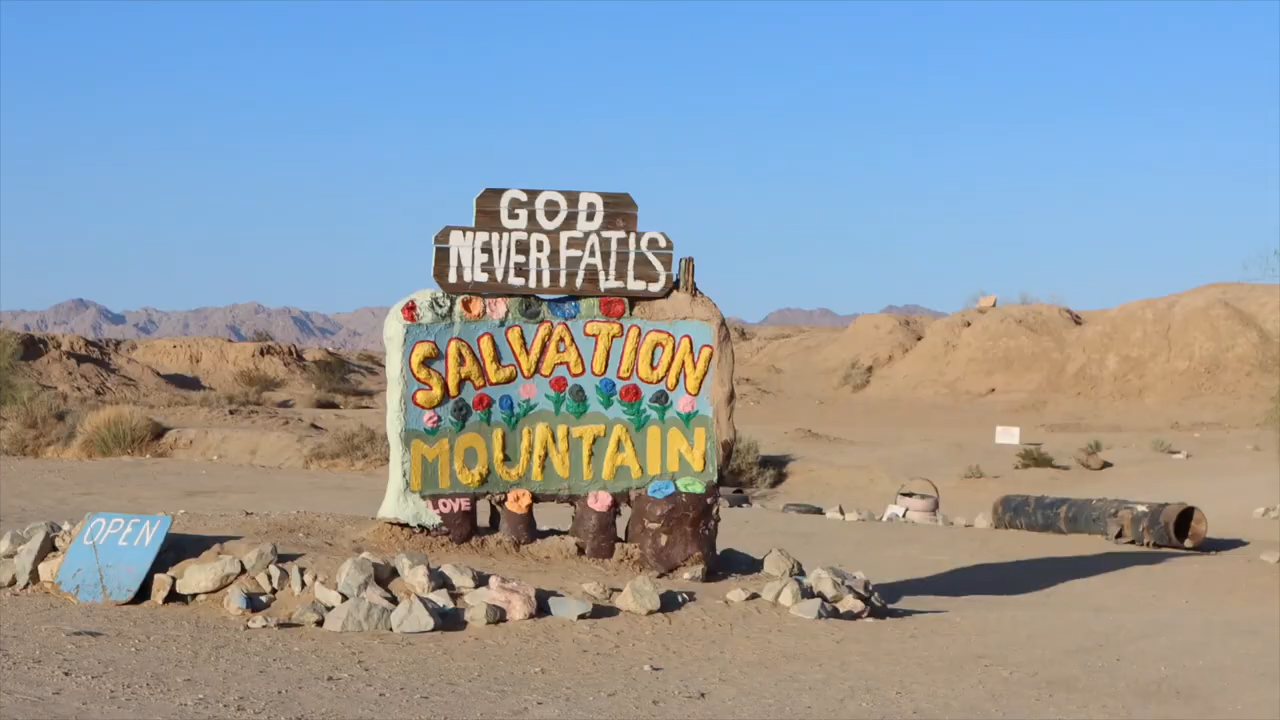 GOD
NEVER FAILS
SALVATION
MOUNTAIN
LOVE
OPEN